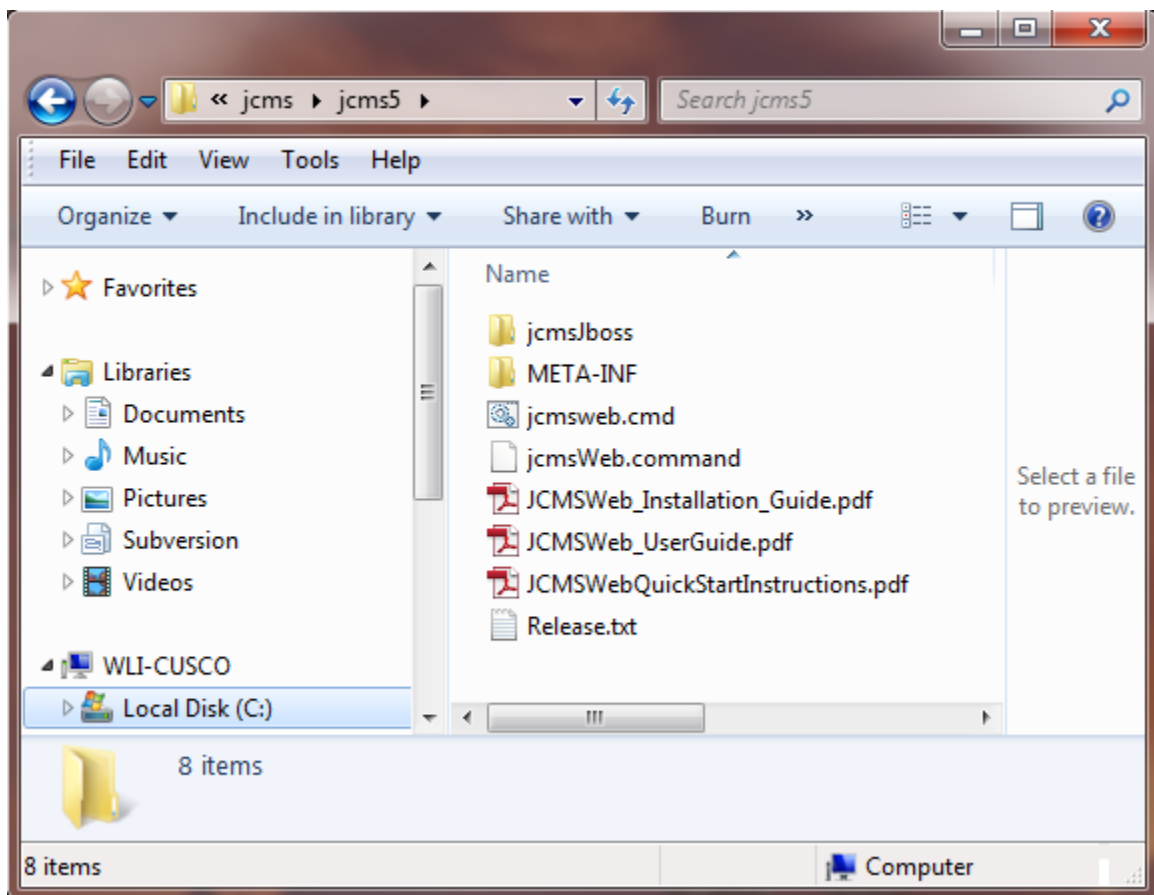 « jcms jcms5
Search jcms5
File Edit View Tools Help
Organize Include in library Share with Burn »
Favorites
Libraries
Documents
Music
Pictures
Subversion
Videos
WLI-CUSCO
Local Disk (C:)
Name
jcmsJboss
META-INF
jcmsweb.cmd
jcmsWeb.command
JCMSWeb_Installation_Guide.pdf
JCMSWeb_UserGuide.pdf
JCMSWebQuickStartInstructions.pdf
Release.txt
Select a file
to preview.
8 items
8 items Computer